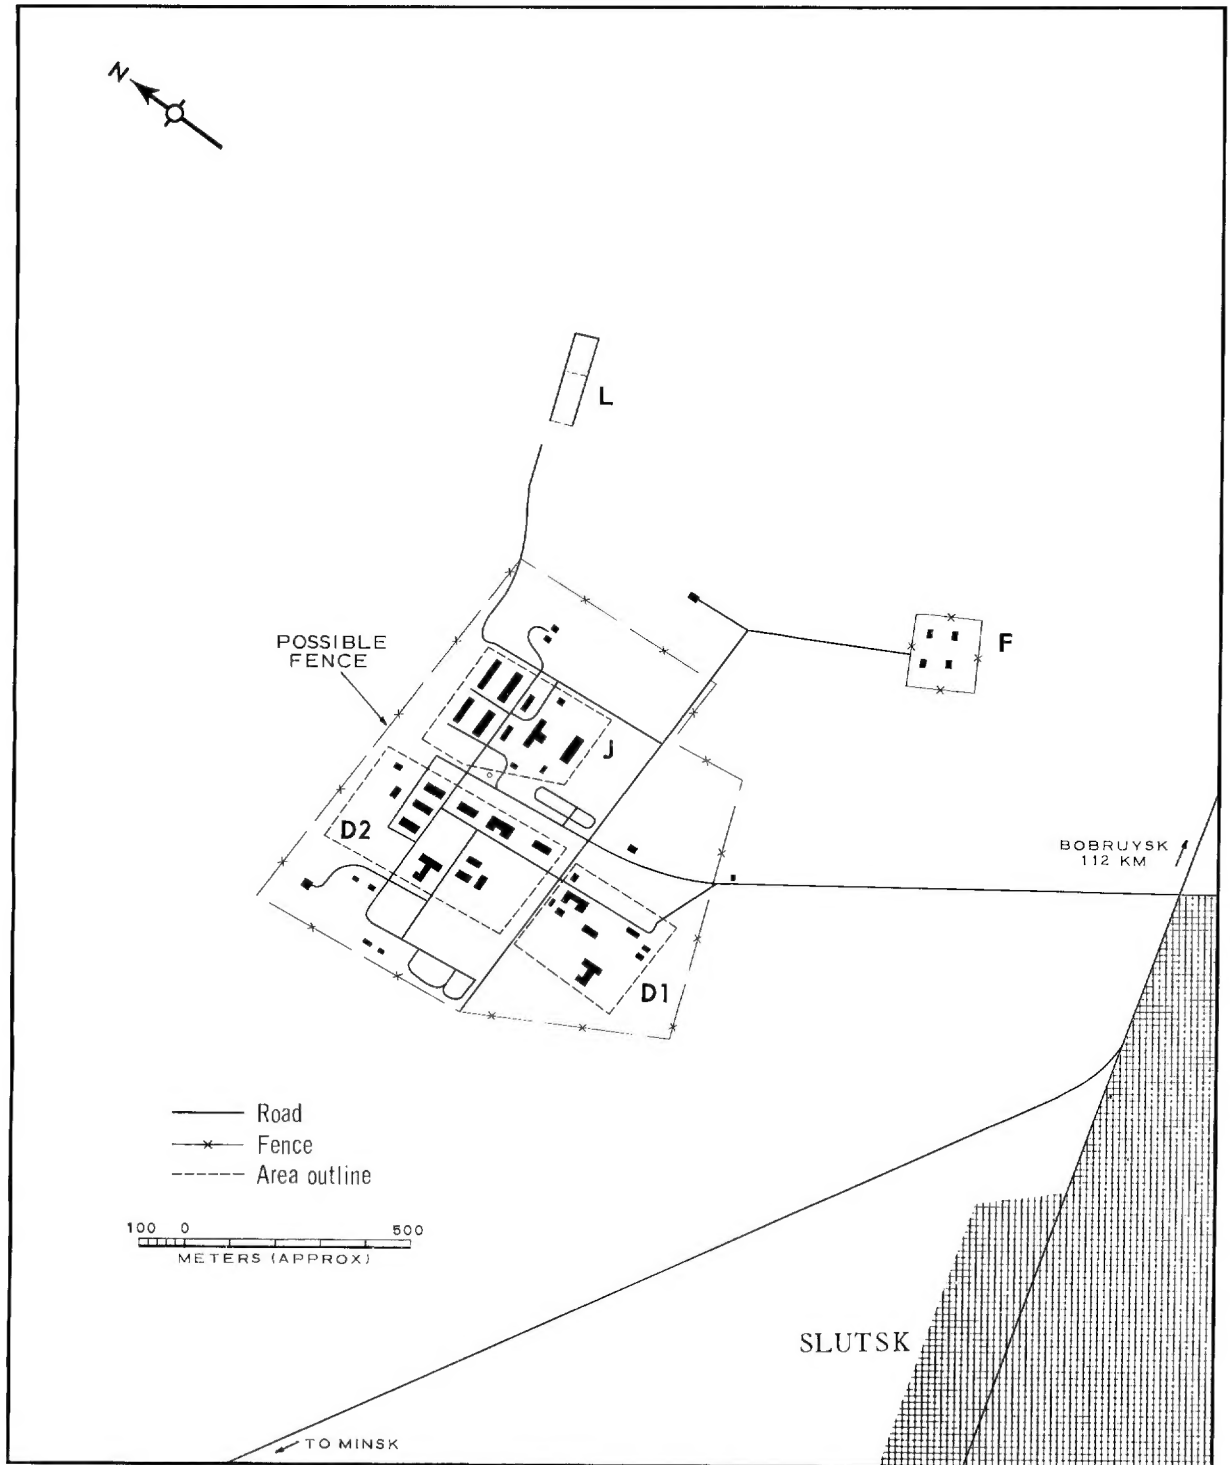 N
L
POSSIBLE
FENCE
F
J
D2
BOBRUYSK
112 KM
D1
Road
Fence
Area outline
100 0 500
METERS (APPROX)
SLUTSK
TO MINSK